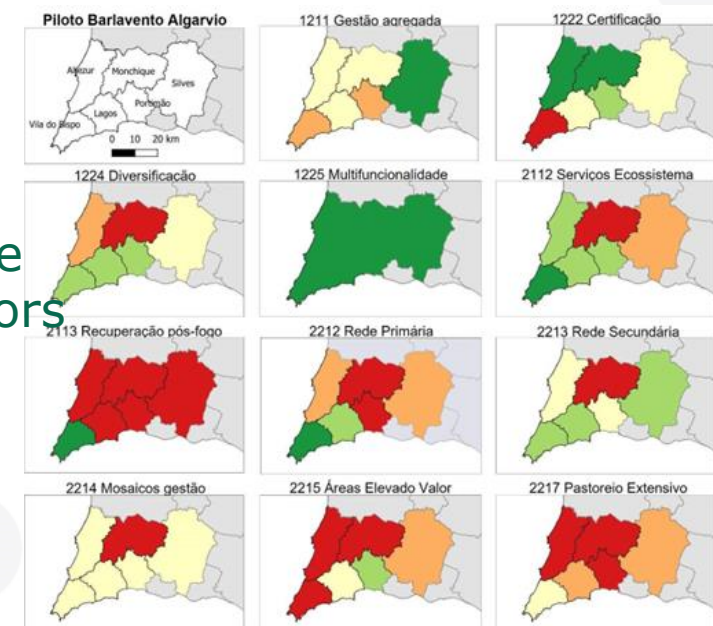 Piloto Barlavento Algarvio
1211 Gestão agregada
1222 Certificação
Aljezur
Monchique
Silves
Portimão
Lagos
Vila do Bispo
0 10 20 km
1224 Diversificação
1225 Multifuncionalidade
2112 Serviços Ecossistema
e
ors
2113 Recuperação pós-fogo
2212 Rede Primária
2213 Rede Secundária
2214 Mosaicos gestão
2215 Áreas Elevado Valor
2217 Pastoreio Extensivo